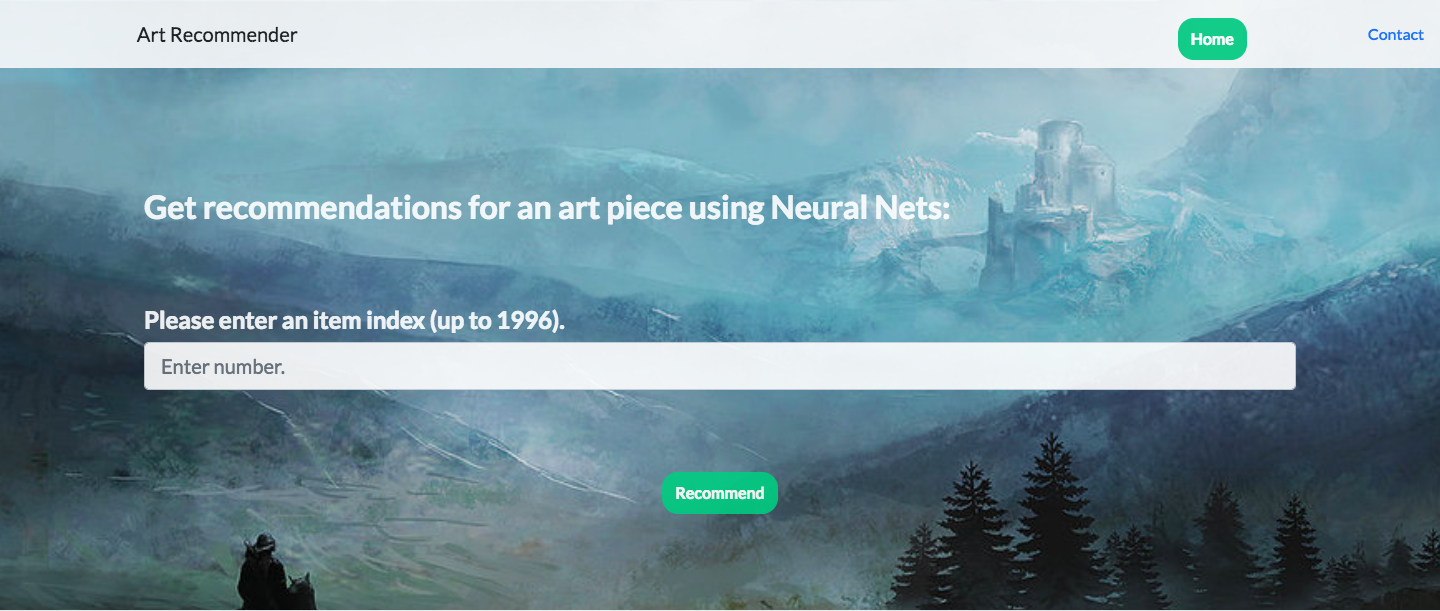 Art Recommender
Home
Contact
Get recommendations for an art piece using Neural Nets:
Please enter an item index (up to 1996).
Enter number.
Recommend